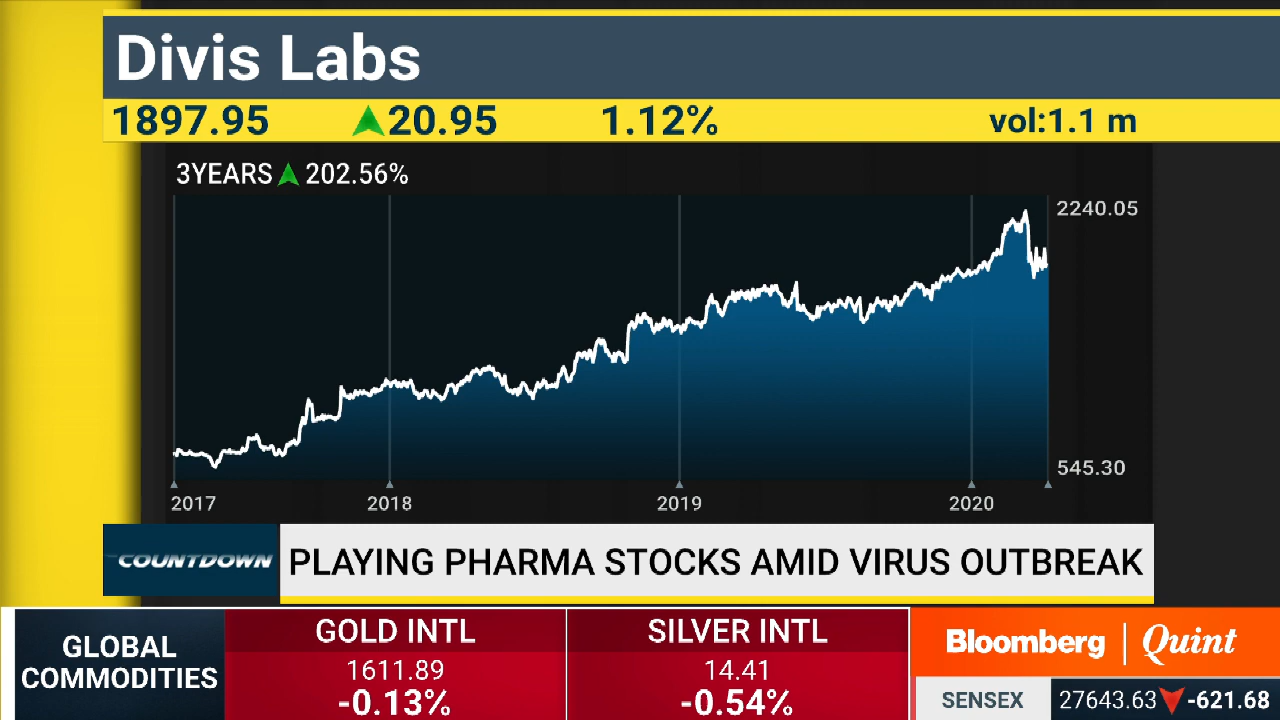 Divis Labs
1897.95 ▲20.95 1.12% vol:1.1 m
3YEARS ▲ 202.56%
2240.05
545.30
2017 2018 2019 2020
COUNTDOWN PLAYING PHARMA STOCKS AMID VIRUS OUTBREAK
GLOBAL
COMMODITIES
GOLD INTL
1611.89
-0.13%
SILVER INTL
14.41
-0.54%
Bloomberg | Quint
SENSEX 27643.63▼-621.68